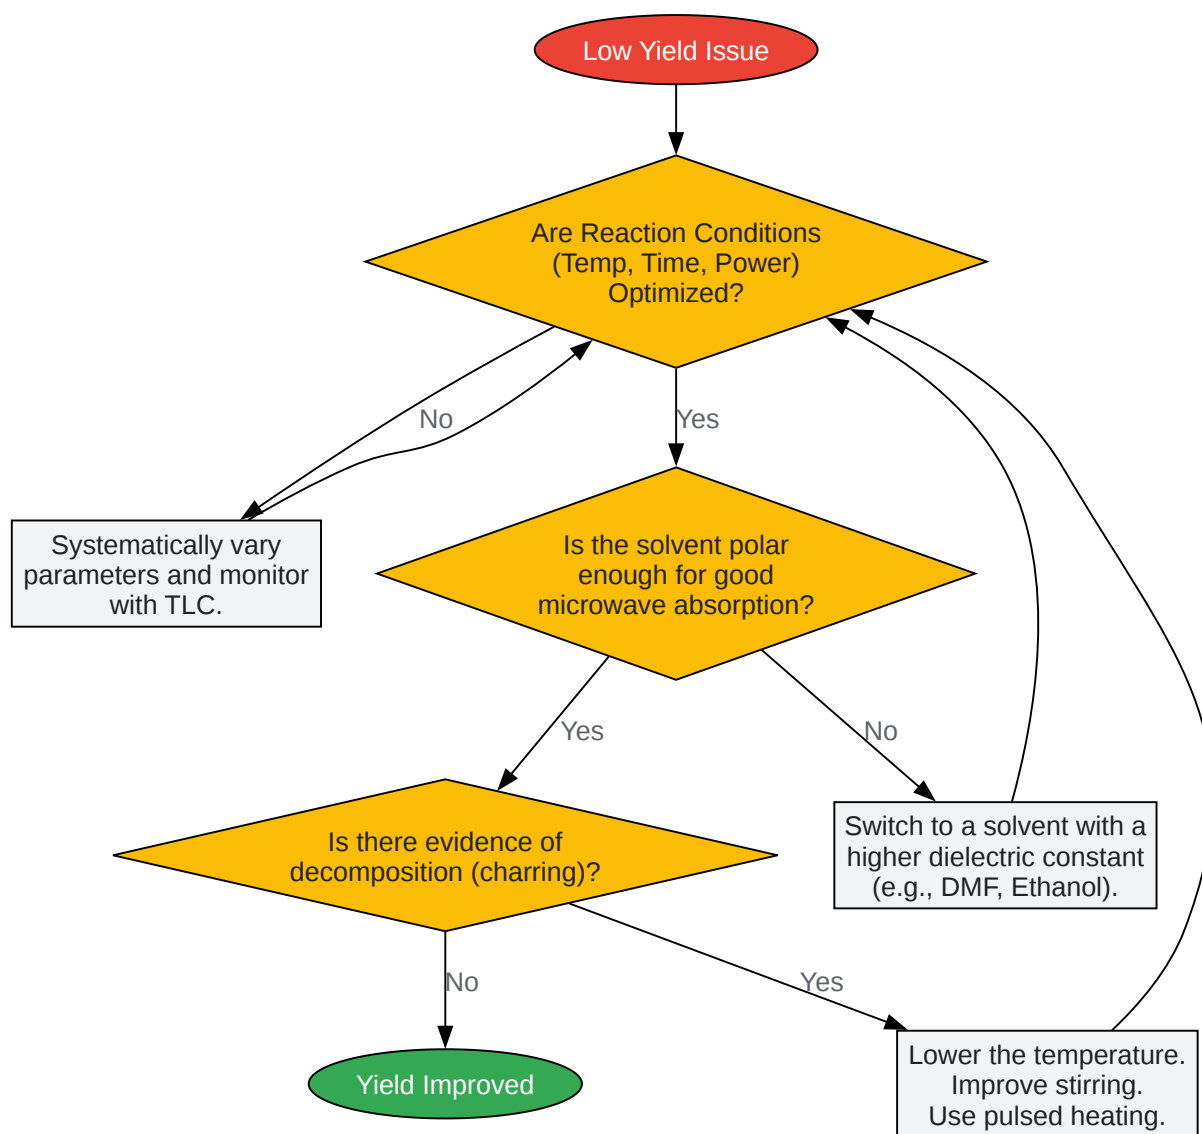 Low Yield Issue
Are Reaction Conditions
(Temp, Time, Power)
Optimized?
No
Yes
Systematically vary
parameters and monitor
with TLC.
Is the solvent polar
enough for good
microwave absorption?
Yes
No
Is there evidence of
decomposition (charring)?
Switch to a solvent with a
higher dielectric constant
(e.g., DMF, Ethanol).
No
Yes
Yield Improved
Lower the temperature.
Improve stirring.
Use pulsed heating.